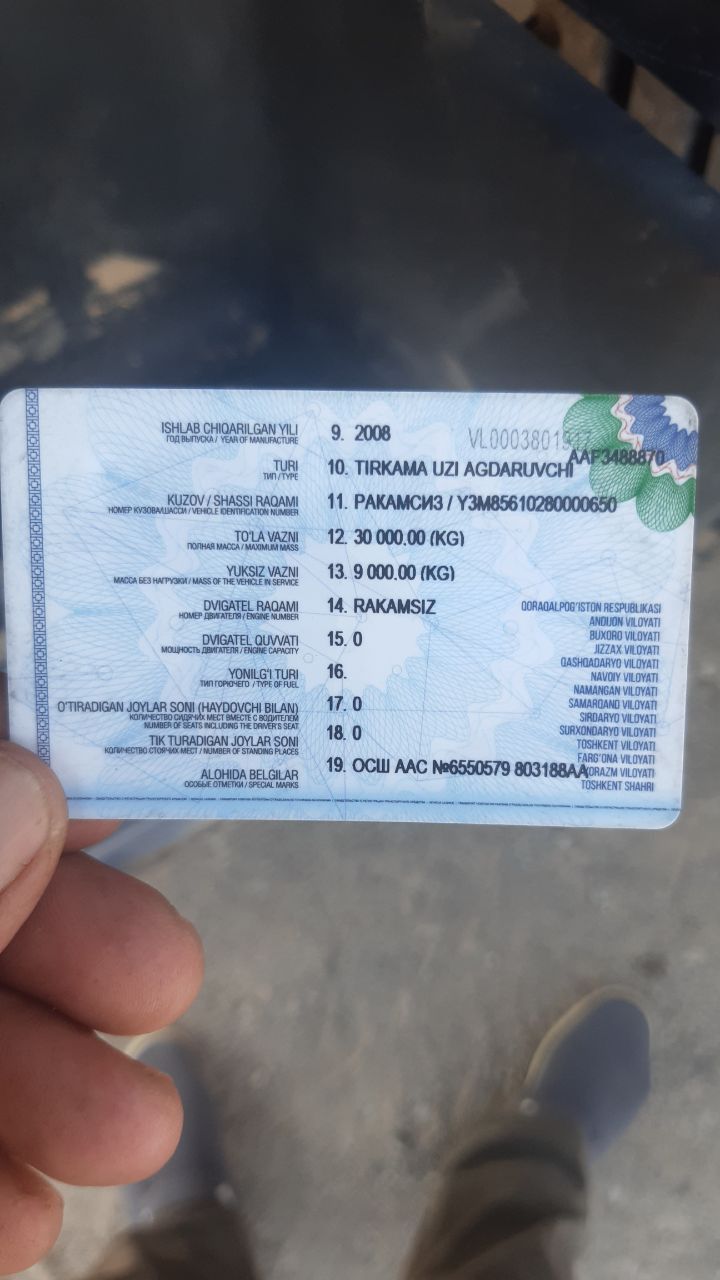 ISHLAB CHIQARILGAN YILI 9. 2008 VL0003801
ГОД ВЫПУСКА / YEAR OF MANUFACTURE
AAF3488870
TURI 10. TIRKAMA UZI AGDARUVCHI
ТИП / TYPE
KUZOV / SHASSI RAQAMI 11. РАКАМСИЗ / Y3M85610280000650
НОМЕР КУЗОВА/ШАССИ / VEHICLE IDENTIFICATION NUMBER
TO'LA VAZNI 12. 30 000.00 (KG)
ПОЛНАЯ МАССА / MAXIMUM MASS
YUKSIZ VAZNI 13. 9 000.00 (KG)
МАССА БЕЗ НАГРУЗКИ / MASS OF THE VEHICLE IN SERVICE
DVIGATEL RAQAMI 14. RAKAMSIZ
НОМЕР ДВИГАТЕЛЯ / ENGINE NUMBER
DVIGATEL QUVVATI 15. 0
МОЩНОСТЬ ДВИГАТЕЛЯ / ENGINE CAPACITY
YONILG'I TURI 16.
ТИП ГОРЮЧЕГО / TYPE OF FUEL
O'TIRADIGAN JOYLAR SONI (HAYDOVCHI BILAN) 17. 0
КОЛИЧЕСТВО СИДЯЧИХ МЕСТ ВМЕСТЕ С ВОДИТЕЛЕМ
NUMBER OF SEATS INCLUDING THE DRIVER'S SEAT
TIK TURADIGAN JOYLAR SONI 18. 0
КОЛИЧЕСТВО СТОЯЧИХ МЕСТ / NUMBER OF STANDING PLACES
ALOHIDA BELGILAR 19. ОСШ ААС №6550579 803188АА
ОСОБЫЕ ОТМЕТКИ / SPECIAL MARKS
QORAQALPOG'ISTON RESPUBLIKASI
ANDIJON VILOYATI
BUXORO VILOYATI
JIZZAX VILOYATI
QASHQADARYO VILOYATI
NAVOIY VILOYATI
NAMANGAN VILOYATI
SAMARQAND VILOYATI
SIRDARYO VILOYATI
SURXONDARYO VILOYATI
TOSHKENT VILOYATI
FARG'ONA VILOYATI
XORAZM VILOYATI
TOSHKENT SHAHRI